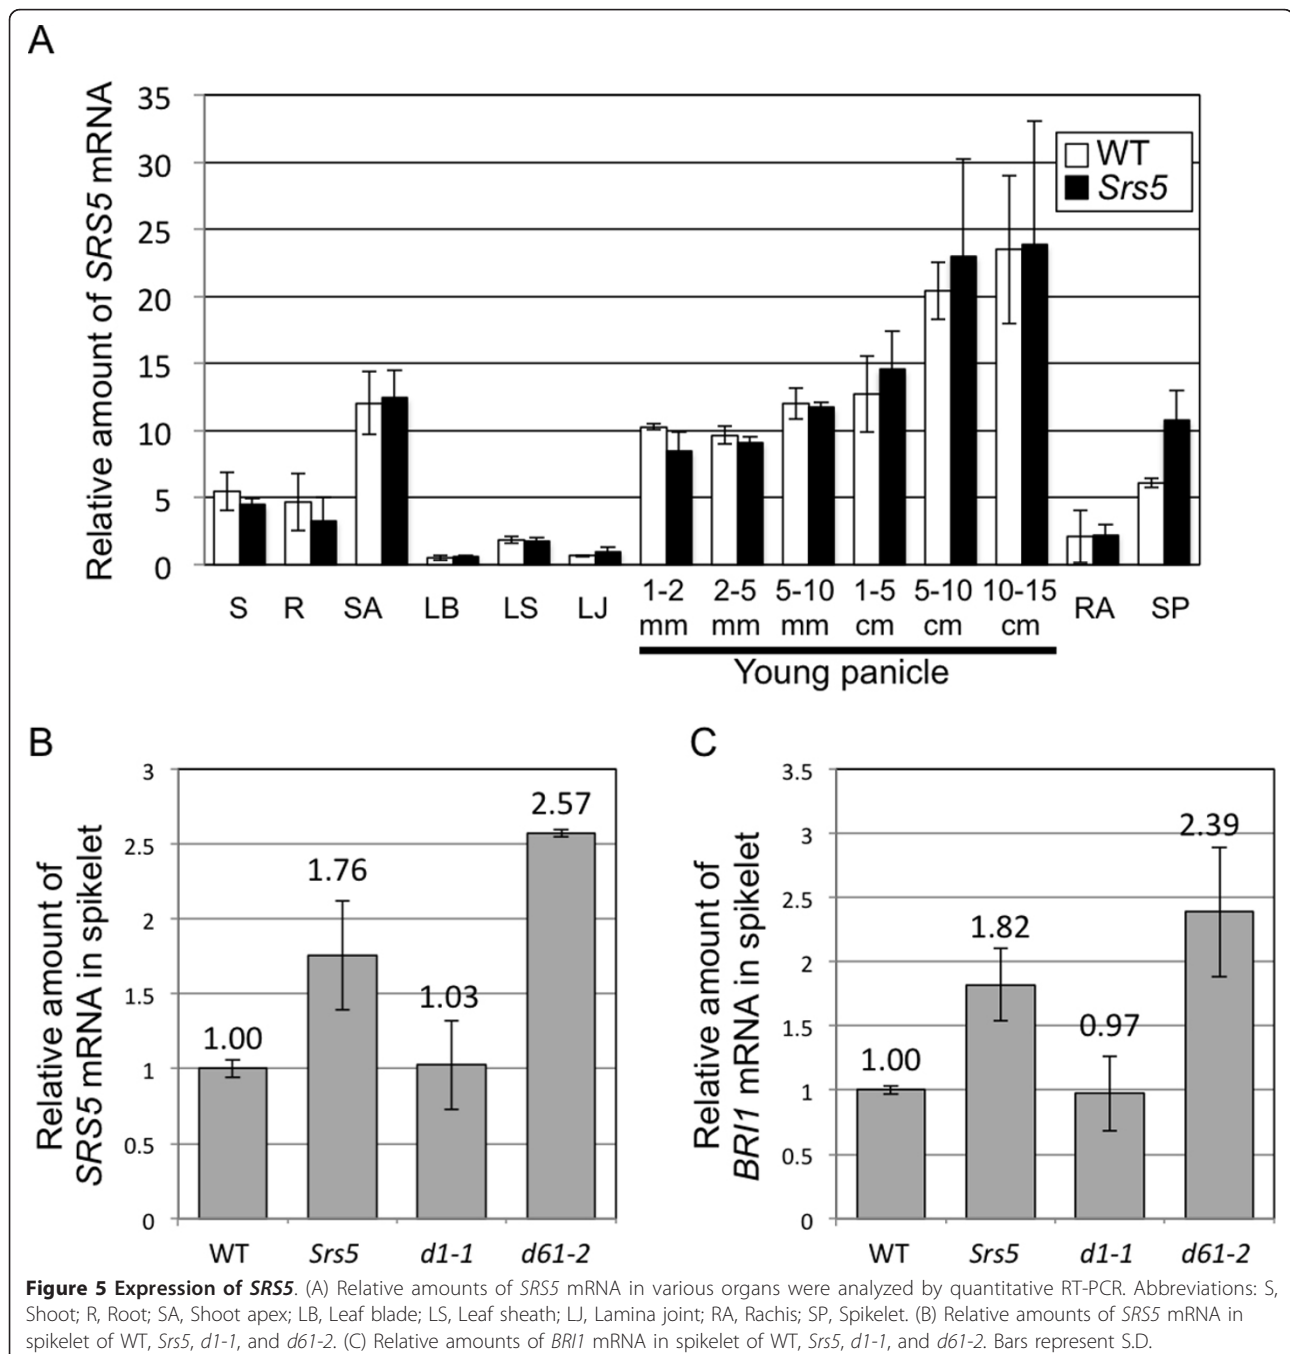 A
Relative amount of SRS5 mRNA
35
30
25
20
15
10
5
0
WT
Srs5
S R SA LB LS LJ 1-2 mm 2-5 mm 5-10 mm 1-5 cm 5-10 cm 10-15 cm RA SP
Young panicle
B
Relative amount of
SRS5 mRNA in spikelet
3
2.5
2
1.5
1
0.5
0
1.00
1.76
1.03
2.57
WT Srs5 d1-1 d61-2
C
Relative amount of
BRI1 mRNA in spikelet
3.5
3
2.5
2
1.5
1
0.5
0
1.00
1.82
0.97
2.39
WT Srs5 d1-1 d61-2
Figure 5 Expression of SRS5. (A) Relative amounts of SRS5 mRNA in various organs were analyzed by quantitative RT-PCR. Abbreviations: S,
Shoot; R, Root; SA, Shoot apex; LB, Leaf blade; LS, Leaf sheath; LJ, Lamina joint; RA, Rachis; SP, Spikelet. (B) Relative amounts of SRS5 mRNA in
spikelet of WT, Srs5, d1-1, and d61-2. (C) Relative amounts of BRI1 mRNA in spikelet of WT, Srs5, d1-1, and d61-2. Bars represent S.D.